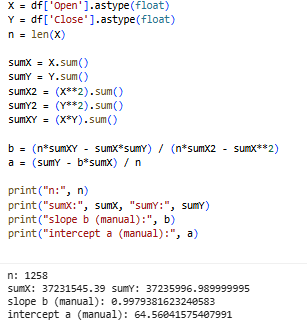 X = df['Open'].astype(float)
Y = df['Close'].astype(float)
n = len(X)
sumX = X.sum()
sumY = Y.sum()
sumX2 = (X**2).sum()
sumY2 = (Y**2).sum()
sumXY = (X*Y).sum()
b = (n*sumXY - sumX*sumY) / (n*sumX2 - sumX**2)
a = (sumY - b*sumX) / n
print("n:", n)
print("sumX:", sumX, "sumY:", sumY)
print("slope b (manual):", b)
print("intercept a (manual):", a)
n: 1258
sumX: 37231545.39 sumY: 37235996.989999995
slope b (manual): 0.9979381623240583
intercept a (manual): 64.56041575407991